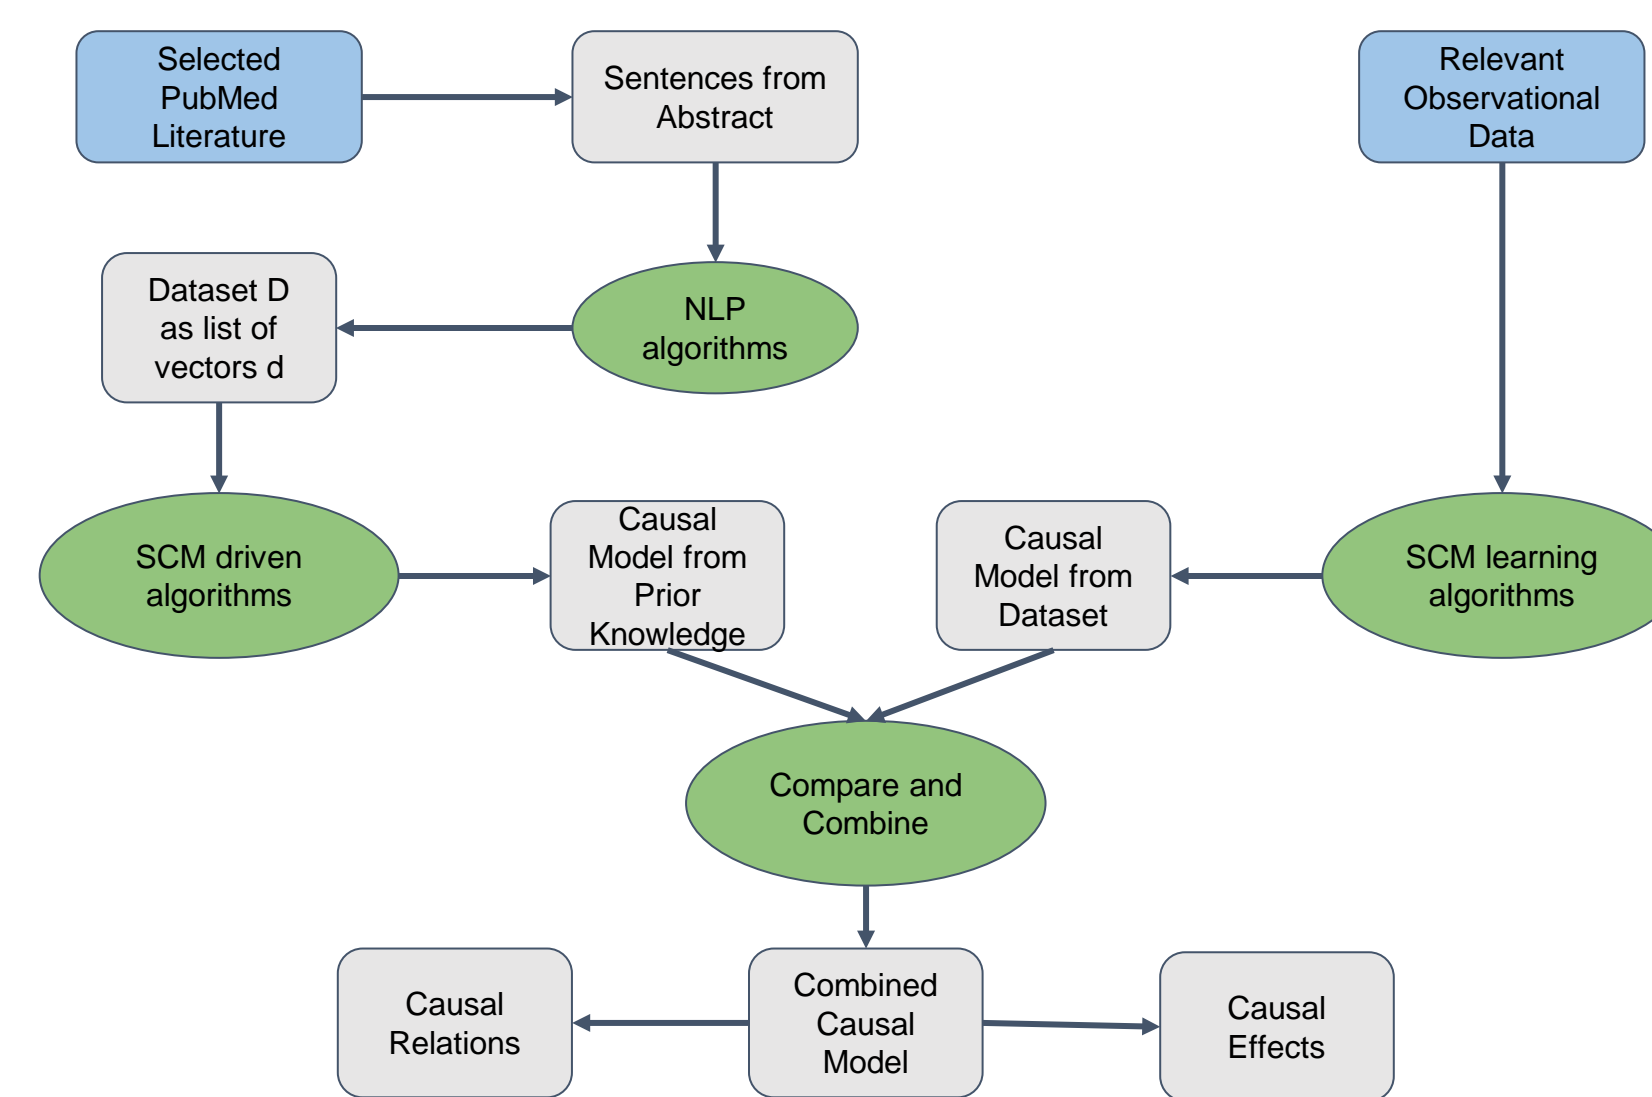 Selected
PubMed
Literature
Sentences from
Abstract
Relevant
Observational
Data
Dataset D
as list of
vectors d
NLP
algorithms
SCM driven
algorithms
Causal
Model from
Prior
Knowledge
Causal
Model from
Dataset
SCM learning
algorithms
Compare and
Combine
Causal
Relations
Combined
Causal
Model
Causal
Effects